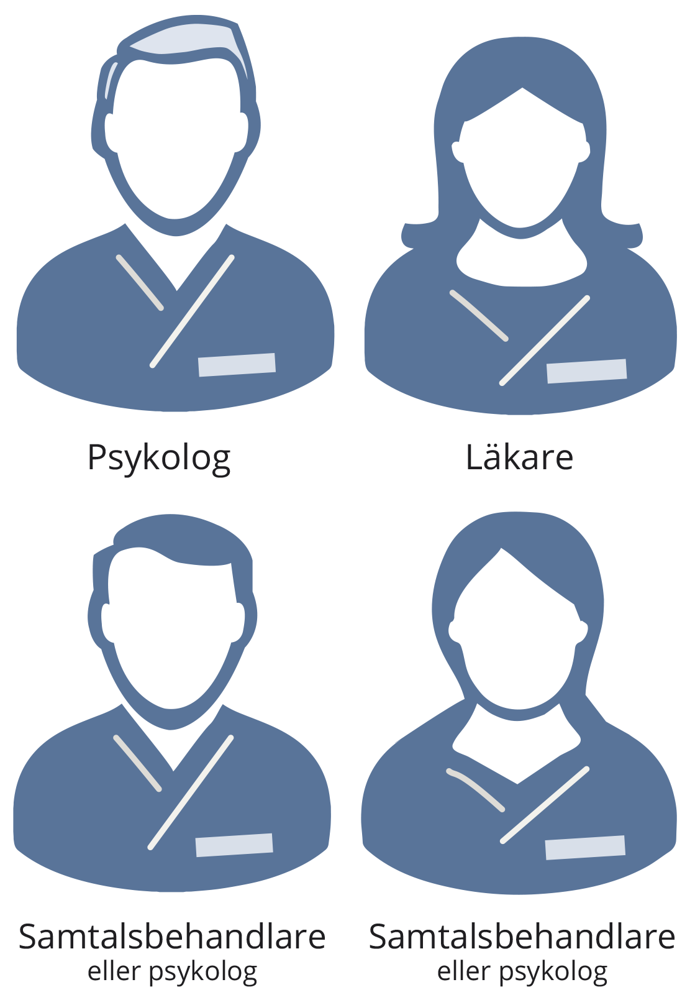 Psykolog
Läkare
Samtalsbehandlare
eller psykolog
Samtalsbehandlare
eller psykolog